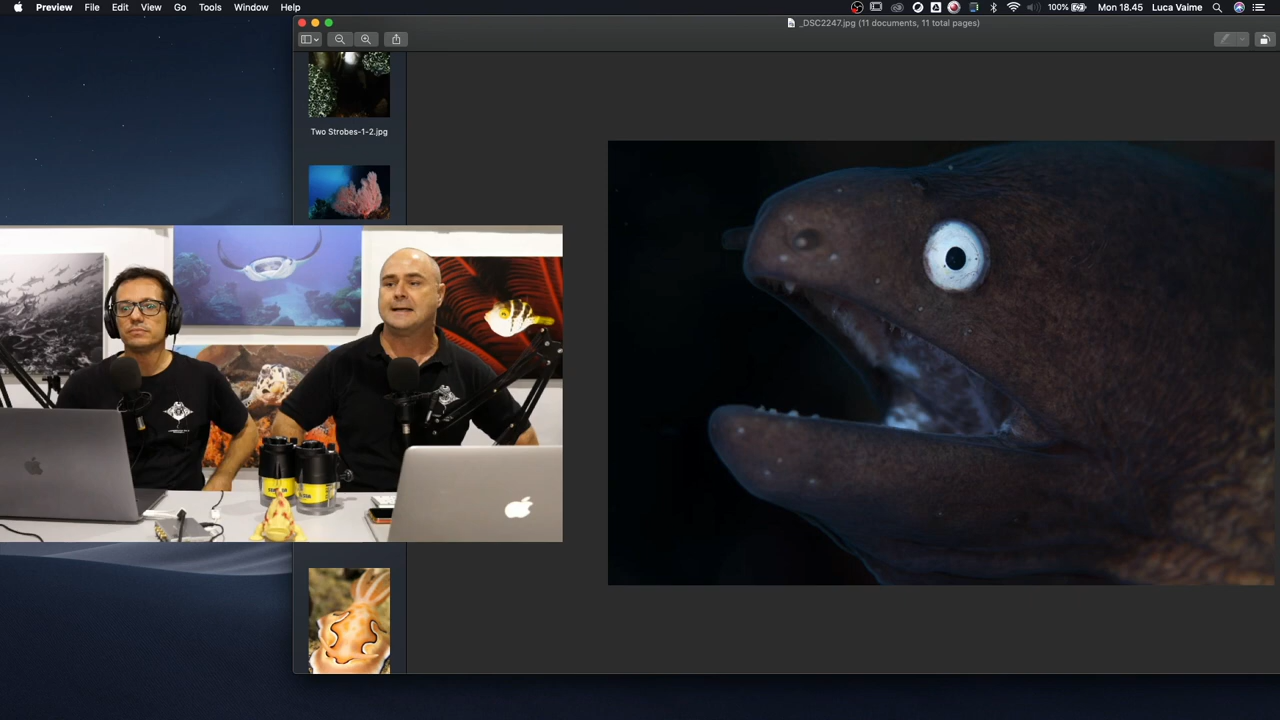 Preview File Edit View Go Tools Window Help
100% Mon 18.45 Luca Vaime
_DSC2247.jpg (11 documents, 11 total pages)
Two Strobes-1-2.jpg